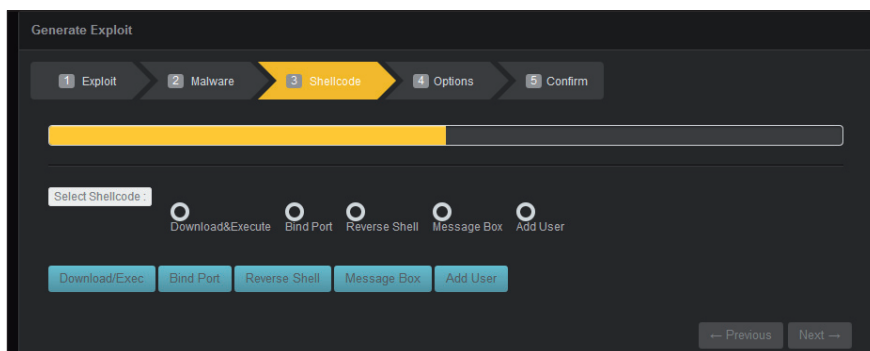 Generate Exploit
1 Exploit 2 Malware 3 Shellcode 4 Options 5 Confirm
Select Shellcode :
Download&Execute Bind Port Reverse Shell Message Box Add User
Download/Exec Bind Port Reverse Shell Message Box Add User
← Previous Next →